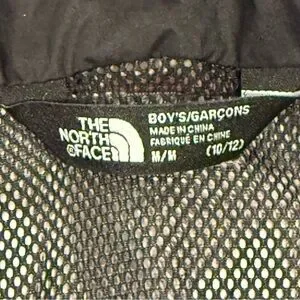 THE
NORTH
FACE
BOY'S/GARÇONS
MADE IN CHINA
FABRIQUÉ EN CHINE
M/M (10/12)